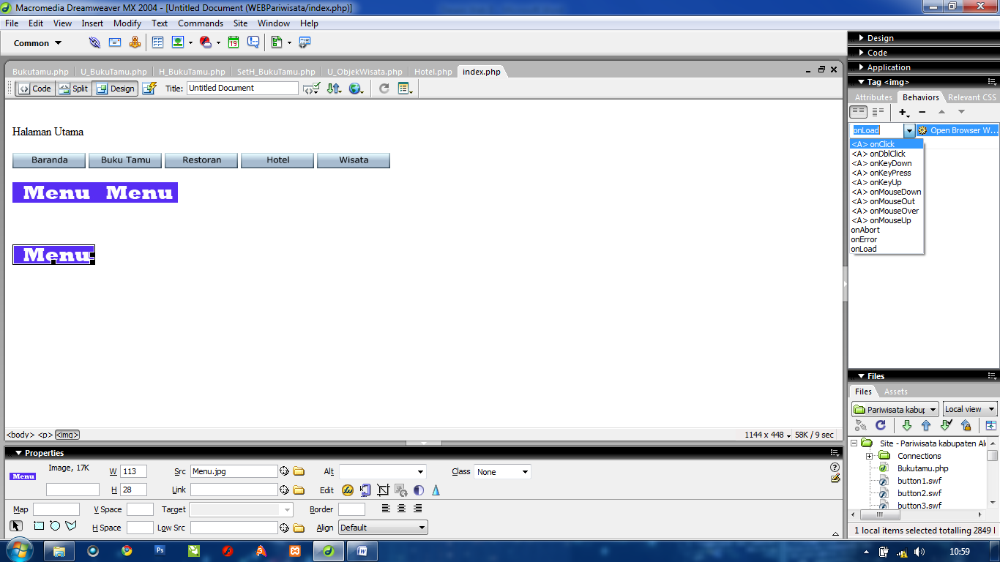 Macromedia Dreamweaver MX 2004 - [Untitled Document (WEBPariwisata/index.php)]
File Edit View Insert Modify Text Commands Site Window Help
Common
19
Bukutamu.php U_BukuTamu.php H_BukuTamu.php SetH_BukuTamu.php U_ObjekWisata.php Hotel.php index.php
Code Split Design Title: Untitled Document
Halaman Utama
Baranda Buku Tamu Restoran Hotel Wisata
Menu Menu
Menu
<body> <p> <img> 1144 x 448 58K / 9 sec
Design
Code
Application
Tag <img>
Attributes Behaviors Relevant CSS
onLoad Open Browser W...
<A> onClick
<A> onDblClick
<A> onKeyDown
<A> onKeyPress
<A> onKeyUp
<A> onMouseDown
<A> onMouseOut
<A> onMouseOver
<A> onMouseUp
onAbort
onError
onLoad
Files
Files Assets
Pariwisata kabup Local view
Site - Pariwisata kabupaten Al
Connections
Bukutamu.php
button1.swf
button2.swf
button3.swf
1 local items selected totalling 2849 l
Properties
Image, 17K W 113 Src Menu.jpg Alt Class None
Menu
H 28 Link Edit
Map V Space Target Border
H Space Low Src Align Default
Ps W 10:59